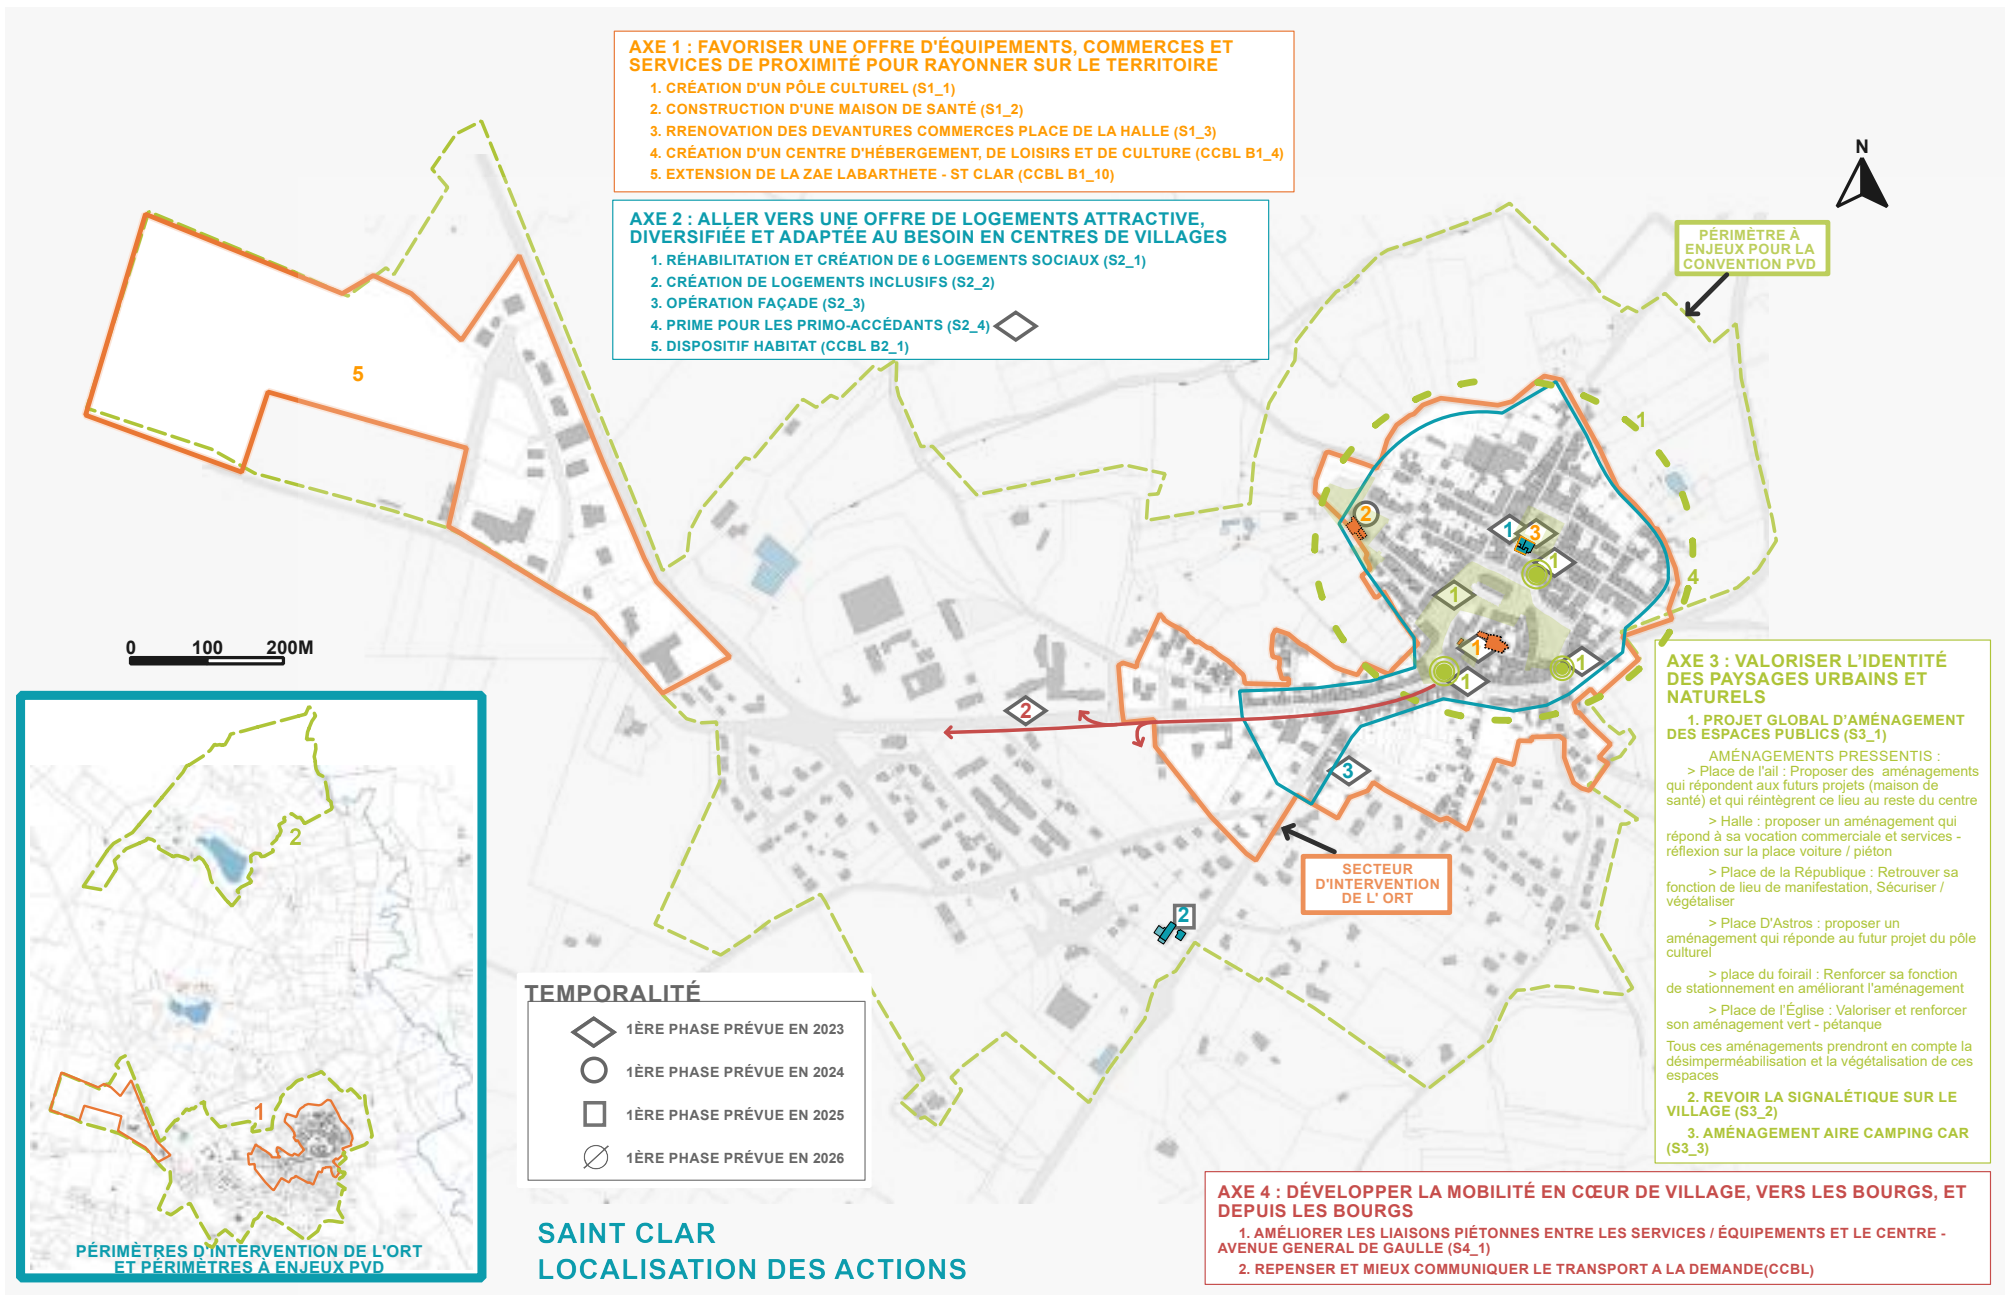 AXE 1 : FAVORISER UNE OFFRE D'ÉQUIPEMENTS, COMMERCES ET
SERVICES DE PROXIMITÉ POUR RAYONNER SUR LE TERRITOIRE
1. CRÉATION D'UN PÔLE CULTUREL (S1_1)
2. CONSTRUCTION D'UNE MAISON DE SANTÉ (S1_2)
3. RRENOVATION DES DEVANTURES COMMERCES PLACE DE LA HALLE (S1_3)
4. CRÉATION D'UN CENTRE D'HÉBERGEMENT, DE LOISIRS ET DE CULTURE (CCBL B1_4)
5. EXTENSION DE LA ZAE LABARTHETE - ST CLAR (CCBL B1_10)
AXE 2 : ALLER VERS UNE OFFRE DE LOGEMENTS ATTRACTIVE,
DIVERSIFIÉE ET ADAPTÉE AU BESOIN EN CENTRES DE VILLAGES
1. RÉHABILITATION ET CRÉATION DE 6 LOGEMENTS SOCIAUX (S2_1)
2. CRÉATION DE LOGEMENTS INCLUSIFS (S2_2)
3. OPÉRATION FAÇADE (S2_3)
4. PRIME POUR LES PRIMO-ACCÉDANTS (S2_4)
5. DISPOSITIF HABITAT (CCBL B2_1)
N
PÉRIMÈTRE À
ENJEUX POUR LA
CONVENTION PVD
5
1
2
1
3
1
4
1
1
1
1
2
3
2
0 100 200M
SECTEUR
D'INTERVENTION
DE L' ORT
AXE 3 : VALORISER L'IDENTITÉ
DES PAYSAGES URBAINS ET
NATURELS
1. PROJET GLOBAL D'AMÉNAGEMENT
DES ESPACES PUBLICS (S3_1)
AMÉNAGEMENTS PRESSENTIS :
> Place de l'ail : Proposer des aménagements
qui répondent aux futurs projets (maison de
santé) et qui réintègrent ce lieu au reste du centre
> Halle : proposer un aménagement qui
répond à sa vocation commerciale et services -
réflexion sur la place voiture / piéton
> Place de la République : Retrouver sa
fonction de lieu de manifestation, Sécuriser /
végétaliser
> Place D'Astros : proposer un
aménagement qui réponde au futur projet du pôle
culturel
> place du foirail : Renforcer sa fonction
de stationnement en améliorant l'aménagement
> Place de l'Église : Valoriser et renforcer
son aménagement vert - pétanque
Tous ces aménagements prendront en compte la
désimperméabilisation et la végétalisation de ces
espaces
2. REVOIR LA SIGNALÉTIQUE SUR LE
VILLAGE (S3_2)
3. AMÉNAGEMENT AIRE CAMPING CAR
(S3_3)
2
1
PÉRIMÈTRES D'INTERVENTION DE L'ORT
ET PÉRIMÈTRES À ENJEUX PVD
TEMPORALITÉ
1ÈRE PHASE PRÉVUE EN 2023
1ÈRE PHASE PRÉVUE EN 2024
1ÈRE PHASE PRÉVUE EN 2025
1ÈRE PHASE PRÉVUE EN 2026
SAINT CLAR
LOCALISATION DES ACTIONS
AXE 4 : DÉVELOPPER LA MOBILITÉ EN CŒUR DE VILLAGE, VERS LES BOURGS, ET
DEPUIS LES BOURGS
1. AMÉLIORER LES LIAISONS PIÉTONNES ENTRE LES SERVICES / ÉQUIPEMENTS ET LE CENTRE -
AVENUE GENERAL DE GAULLE (S4_1)
2. REPENSER ET MIEUX COMMUNIQUER LE TRANSPORT A LA DEMANDE(CCBL)